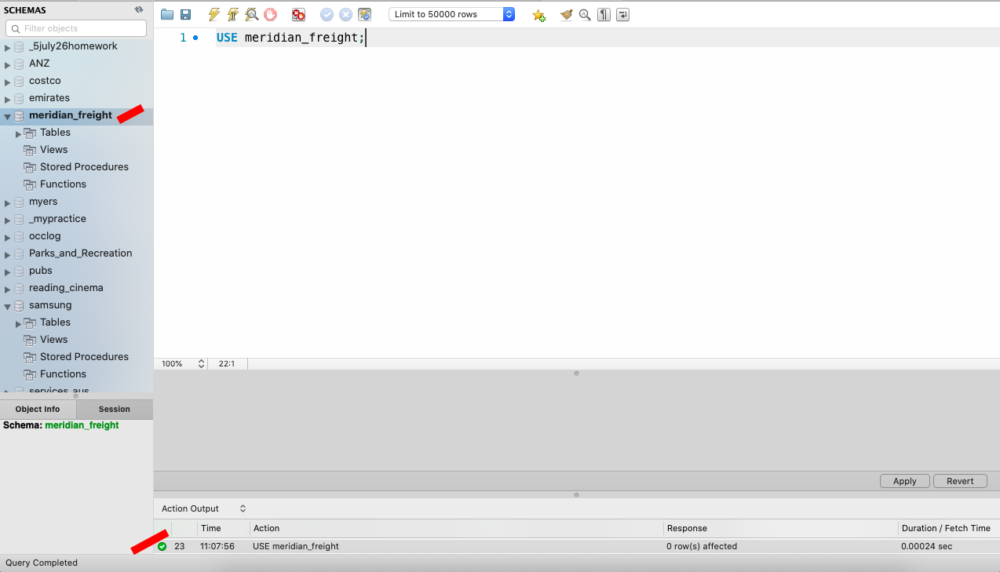 SCHEMAS
Filter objects
_5july26homework
ANZ
costco
emirates
meridian_freight
Tables
Views
Stored Procedures
Functions
myers
_mypractice
occlog
Parks_and_Recreation
pubs
reading_cinema
samsung
Tables
Views
Stored Procedures
Functions
services_aus
Object Info Session
Schema: meridian_freight
Limit to 50000 rows
1 USE meridian_freight;
100% 22:1
Apply Revert
Action Output
Time Action Response Duration / Fetch Time
23 11:07:56 USE meridian_freight 0 row(s) affected 0.00024 sec
Query Completed